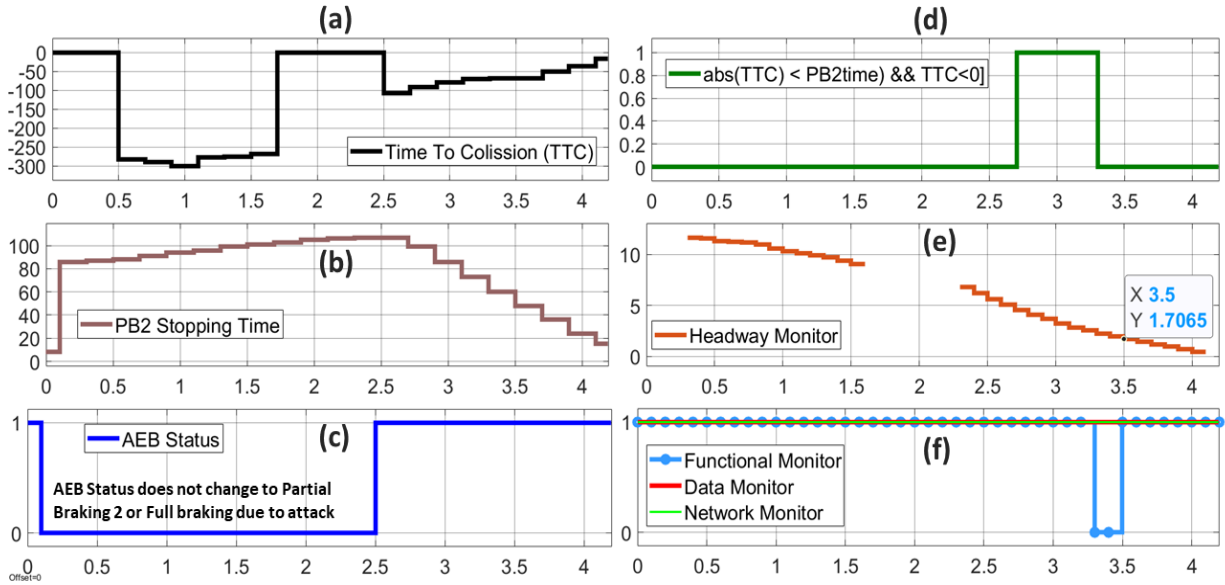 (a)
0
-50
-100
-150
-200
-250
-300
Time To Colission (TTC)
0 0.5 1 1.5 2 2.5 3 3.5 4
(b)
100
80
60
40
20
0
PB2 Stopping Time
0 0.5 1 1.5 2 2.5 3 3.5 4
(c)
1
0
AEB Status
AEB Status does not change to Partial
Braking 2 or Full braking due to attack
0 0.5 1 1.5 2 2.5 3 3.5 4
Offset=0
(d)
1
0.8
0.6
0.4
0.2
0
abs(TTC) < PB2time) && TTC<0]
0 0.5 1 1.5 2 2.5 3 3.5 4
(e)
10
5
0
X 3.5
Y 1.7065
Headway Monitor
0 0.5 1 1.5 2 2.5 3 3.5 4
(f)
1
0
Functional Monitor
Data Monitor
Network Monitor
0 0.5 1 1.5 2 2.5 3 3.5 4